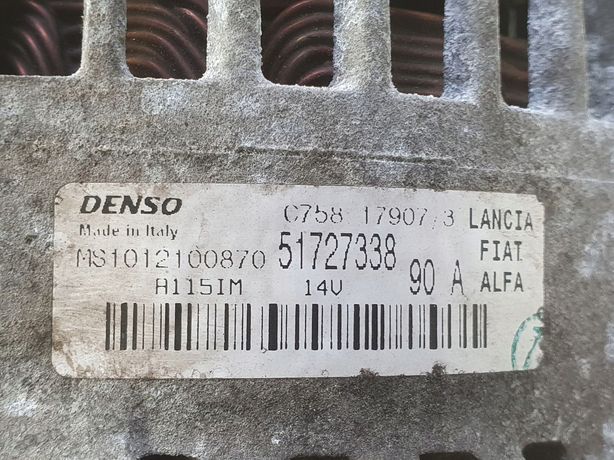 DENSO
Made in Italy
C758 17907/3
LANCIA
MS1012100870
51727338
FIAT
A115IM
14V
90 A
ALFA